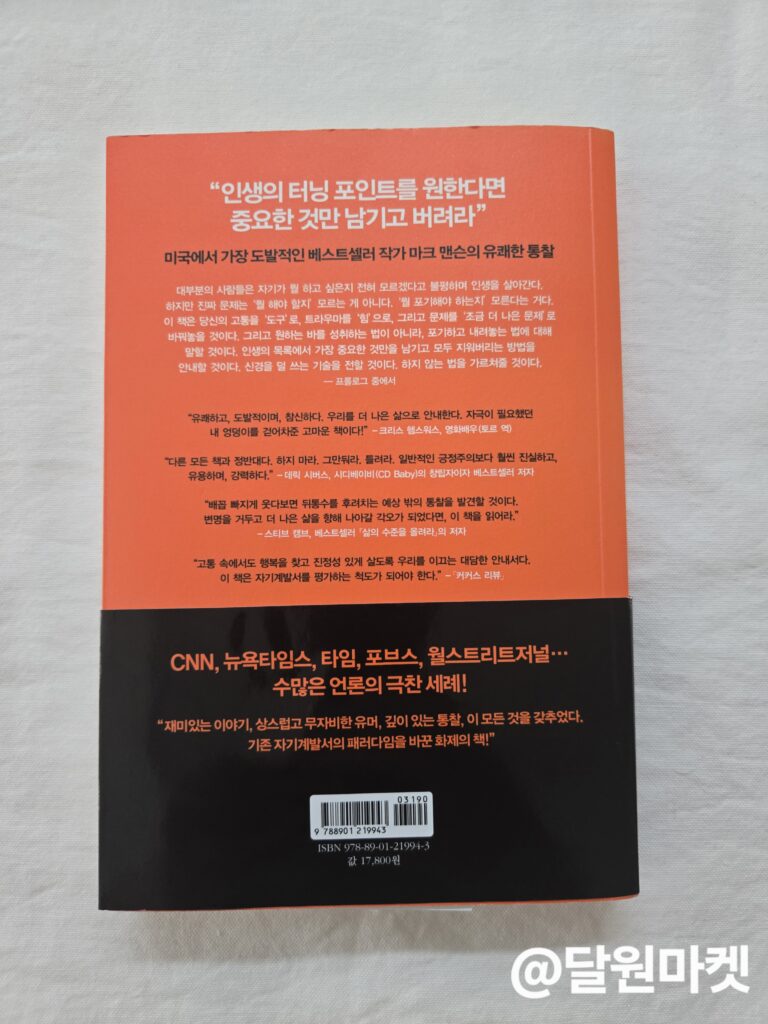 “인생의 터닝 포인트를 원한다면
중요한 것만 남기고 버려라”
미국에서 가장 도발적인 베스트셀러 작가 마크 맨슨의 유쾌한 통찰
대부분의 사람들은 자기가 뭘 하고 싶은지 전혀 모르겠다고 불평하며 인생을 살아간다.
하지만 진짜 문제는 ‘뭘 해야 할지’ 모르는 게 아니다. ‘뭘 포기해야 하는지’ 모른다는 거다.
이 책은 당신의 고통을 ‘도구’로, 트라우마를 ‘힘’으로, 그리고 문제를 ‘조금 더 나은 문제’로
바꿔놓을 것이다. 그리고 원하는 바를 성취하는 법이 아니라, 포기하고 내려놓는 법에 대해
말할 것이다. 인생의 목록에서 가장 중요한 것만을 남기고 모두 지워버리는 방법을
안내할 것이다. 신경을 덜 쓰는 기술을 전할 것이다. 하지 않는 법을 가르쳐줄 것이다.
— 프롤로그 중에서
“유쾌하고, 도발적이며, 참신하다. 우리를 더 나은 삶으로 안내한다. 자극이 필요했던
내 엉덩이를 걷어차준 고마운 책이다!” – 크리스 헴스워스, 영화배우(토르 역)
“다른 모든 책과 정반대다. 하지 마라. 그만둬라. 틀려라. 일반적인 긍정주의보다 훨씬 진실하고,
유용하며, 강력하다.” – 데릭 시버스, 시디베이비(CD Baby)의 창립자이자 베스트셀러 저자
“배꼽 빠지게 웃다보면 뒤통수를 후려치는 예상 밖의 통찰을 발견할 것이다.
변명을 거두고 더 나은 삶을 향해 나아갈 각오가 되었다면, 이 책을 읽어라.”
– 스티브 캠브, 베스트셀러 「삶의 수준을 올려라」의 저자
“고통 속에서도 행복을 찾고 진정성 있게 살도록 우리를 이끄는 대담한 안내서다.
이 책은 자기계발서를 평가하는 척도가 되어야 한다.” – 「커커스 리뷰」
CNN, 뉴욕타임스, 타임, 포브스, 월스트리트저널…
수많은 언론의 극찬 세례!
“재미있는 이야기, 상스럽고 무자비한 유머, 깊이 있는 통찰, 이 모든 것을 갖추었다.
기존 자기계발서의 패러다임을 바꾼 화제의 책!”
03190
9 788901 219943
ISBN 978-89-01-21994-3
값 17,800원
@달원마켓